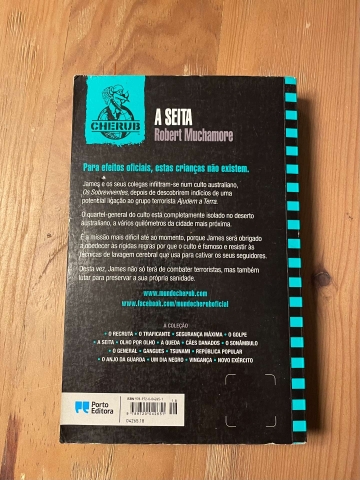 CHERUB
A SEITA
Robert Muchamore
Para efeitos oficiais, estas crianças não existem.
James e os seus colegas infiltram-se num culto australiano,
Os Sobreviventes, depois de descobrirem indícios de uma
potencial ligação ao grupo terrorista Ajudem a Terra.
O quartel-general do culto está completamente isolado no deserto
australiano, a vários quilómetros da cidade mais próxima.
É a missão mais difícil até ao momento, porque James será obrigado
a obedecer às rígidas regras por que o culto é famoso e resistir às
técnicas de lavagem cerebral que usa para cativar os seus seguidores.
Desta vez, James não só terá de combater terroristas, mas também
lutar para preservar a sua própria sanidade.
www.mundocherub.com
www.facebook.com/mundocheruboficial
A COLEÇÃO
• O RECRUTA • O TRAFICANTE • SEGURANÇA MÁXIMA • O GOLPE
• A SEITA • OLHO POR OLHO • A QUEDA • CÃES DANADOS • O SONÂMBULO
• O GENERAL • GANGUES • TSUNAMI • REPÚBLICA POPULAR
• O ANJO DA GUARDA • UM DIA NEGRO • VINGANÇA • NOVO EXÉRCITO
Porto
Editora